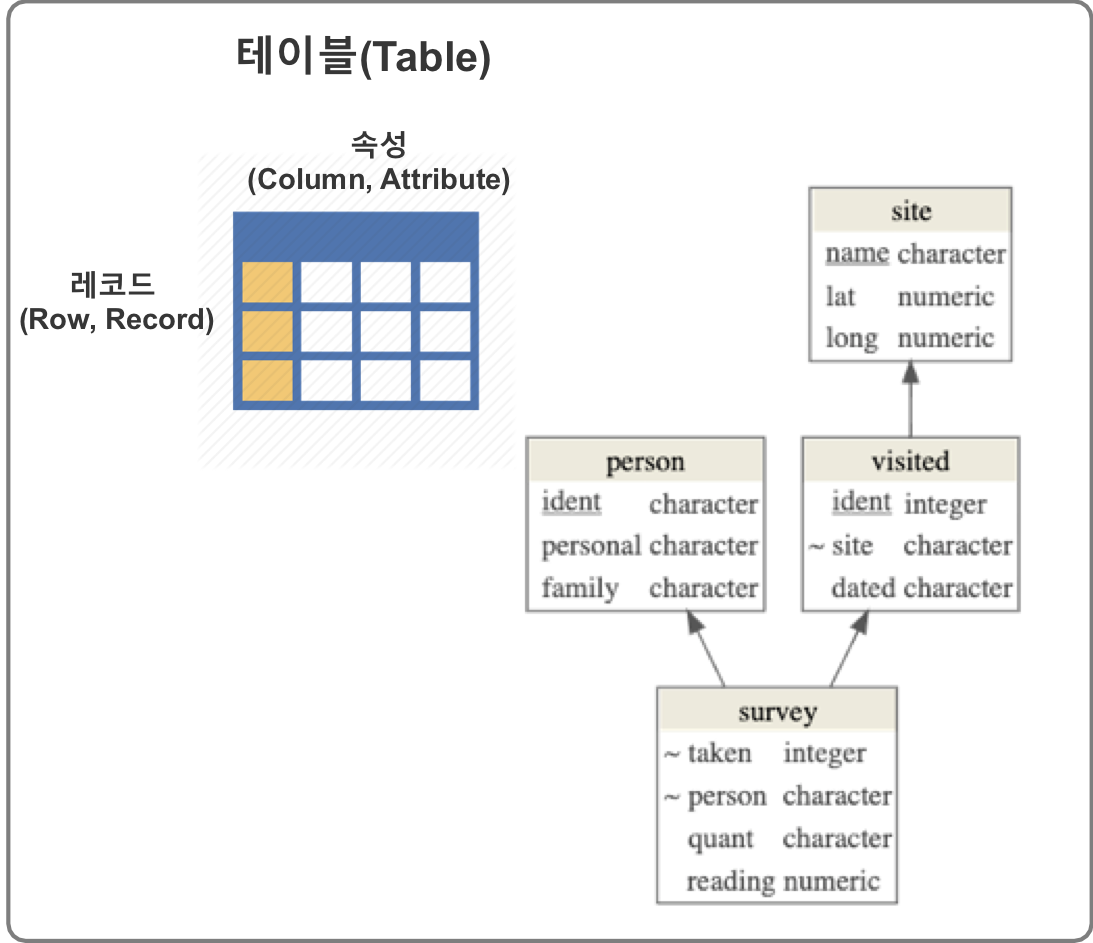 테이블(Table)
속성
(Column, Attribute)
레코드
(Row, Record)
site
name character
lat numeric
long numeric
person
ident character
personal character
family character
visited
ident integer
~ site character
dated character
survey
~ taken integer
~ person character
quant character
reading numeric